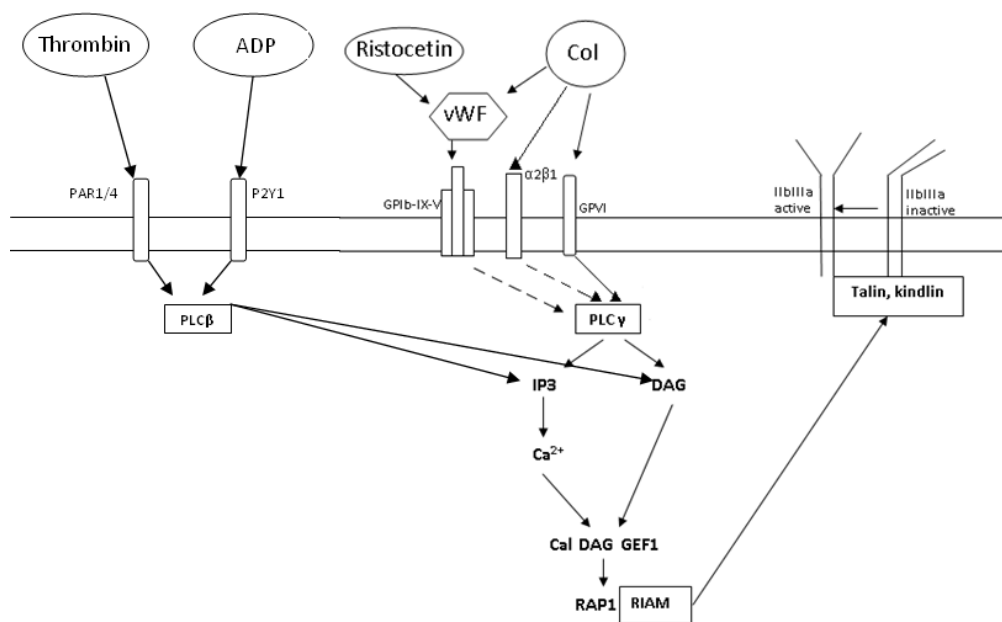 Thrombin
ADP
Ristocetin
Col
vWF
PAR1/4
P2Y1
GPIb-IX-V
α2β1
GPVI
IIbIIIa
active
IIbIIIa
inactive
Talin, kindlin
PLCβ
PLC γ
IP3
DAG
Ca²⁺
Cal DAG GEF1
RAP1
RIAM